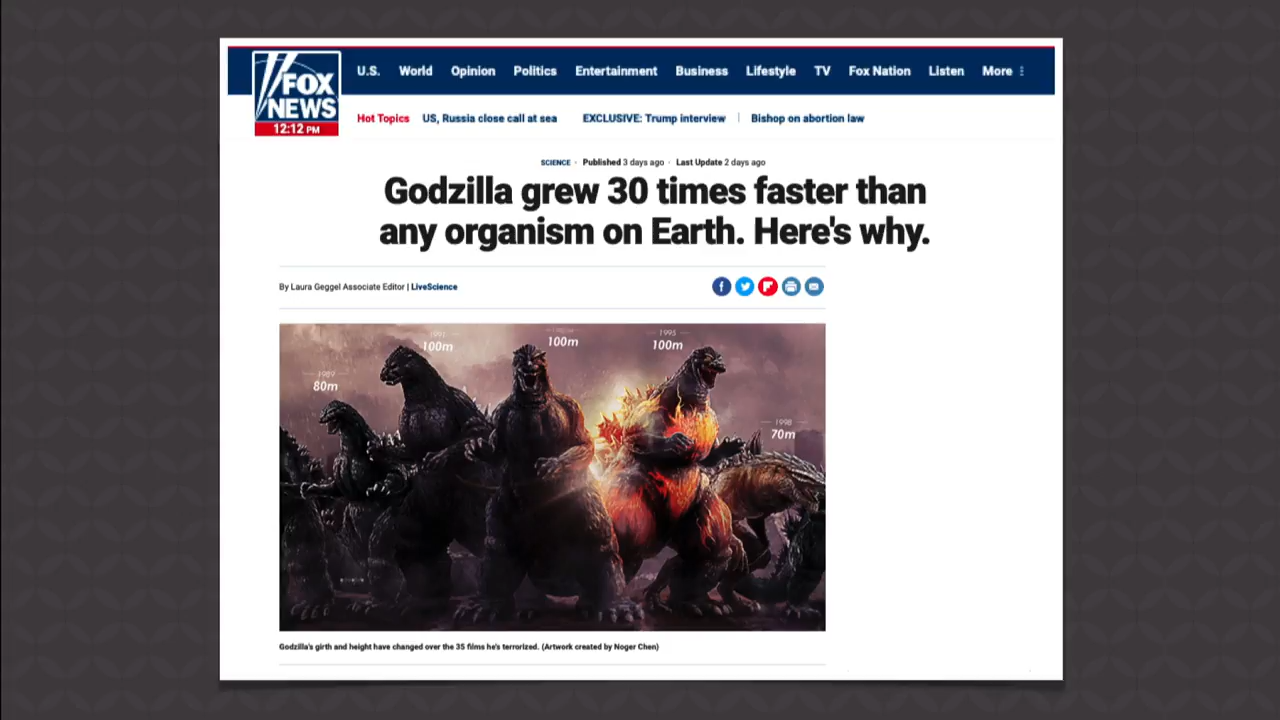 FOX
NEWS
12:12 PM
U.S. World Opinion Politics Entertainment Business Lifestyle TV Fox Nation Listen More
Hot Topics US, Russia close call at sea EXCLUSIVE: Trump interview Bishop on abortion law
SCIENCE · Published 3 days ago · Last Update 2 days ago
Godzilla grew 30 times faster than
any organism on Earth. Here's why.
By Laura Geggel Associate Editor | LiveScience
1989
80m
1991
100m
100m
1995
100m
1998
70m
Godzilla's girth and height have changed over the 35 films he's terrorized. (Artwork created by Noger Chen)